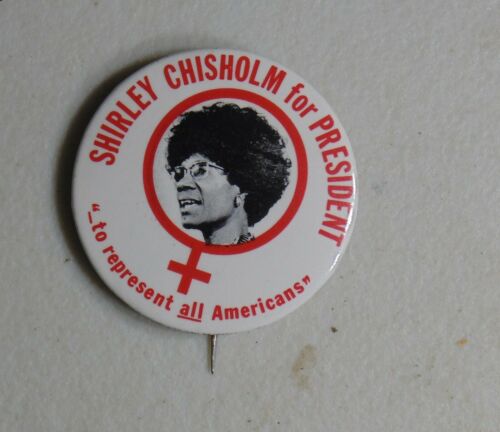 SHIRLEY CHISHOLM for PRESIDENT
"—to represent all Americans"